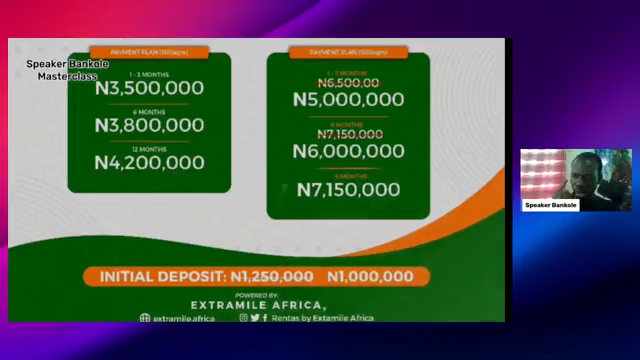 Speaker Bankole
Masterclass
PAYMENT PLAN (300sqm)
1 - 3 MONTHS
N3,500,000
6 MONTHS
N3,800,000
12 MONTHS
N4,200,000
PAYMENT PLAN (500sqm)
1 - 3 MONTHS
N6,500,00
N5,000,000
6 MONTHS
N7,150,000
N6,000,000
MONTHS
N7,150,000
INITIAL DEPOSIT: N1,250,000 N1,000,000
POWERED BY:
EXTRAMILE AFRICA,
extramile.africa
Rentas by Extamile Africa
Speaker Bankole